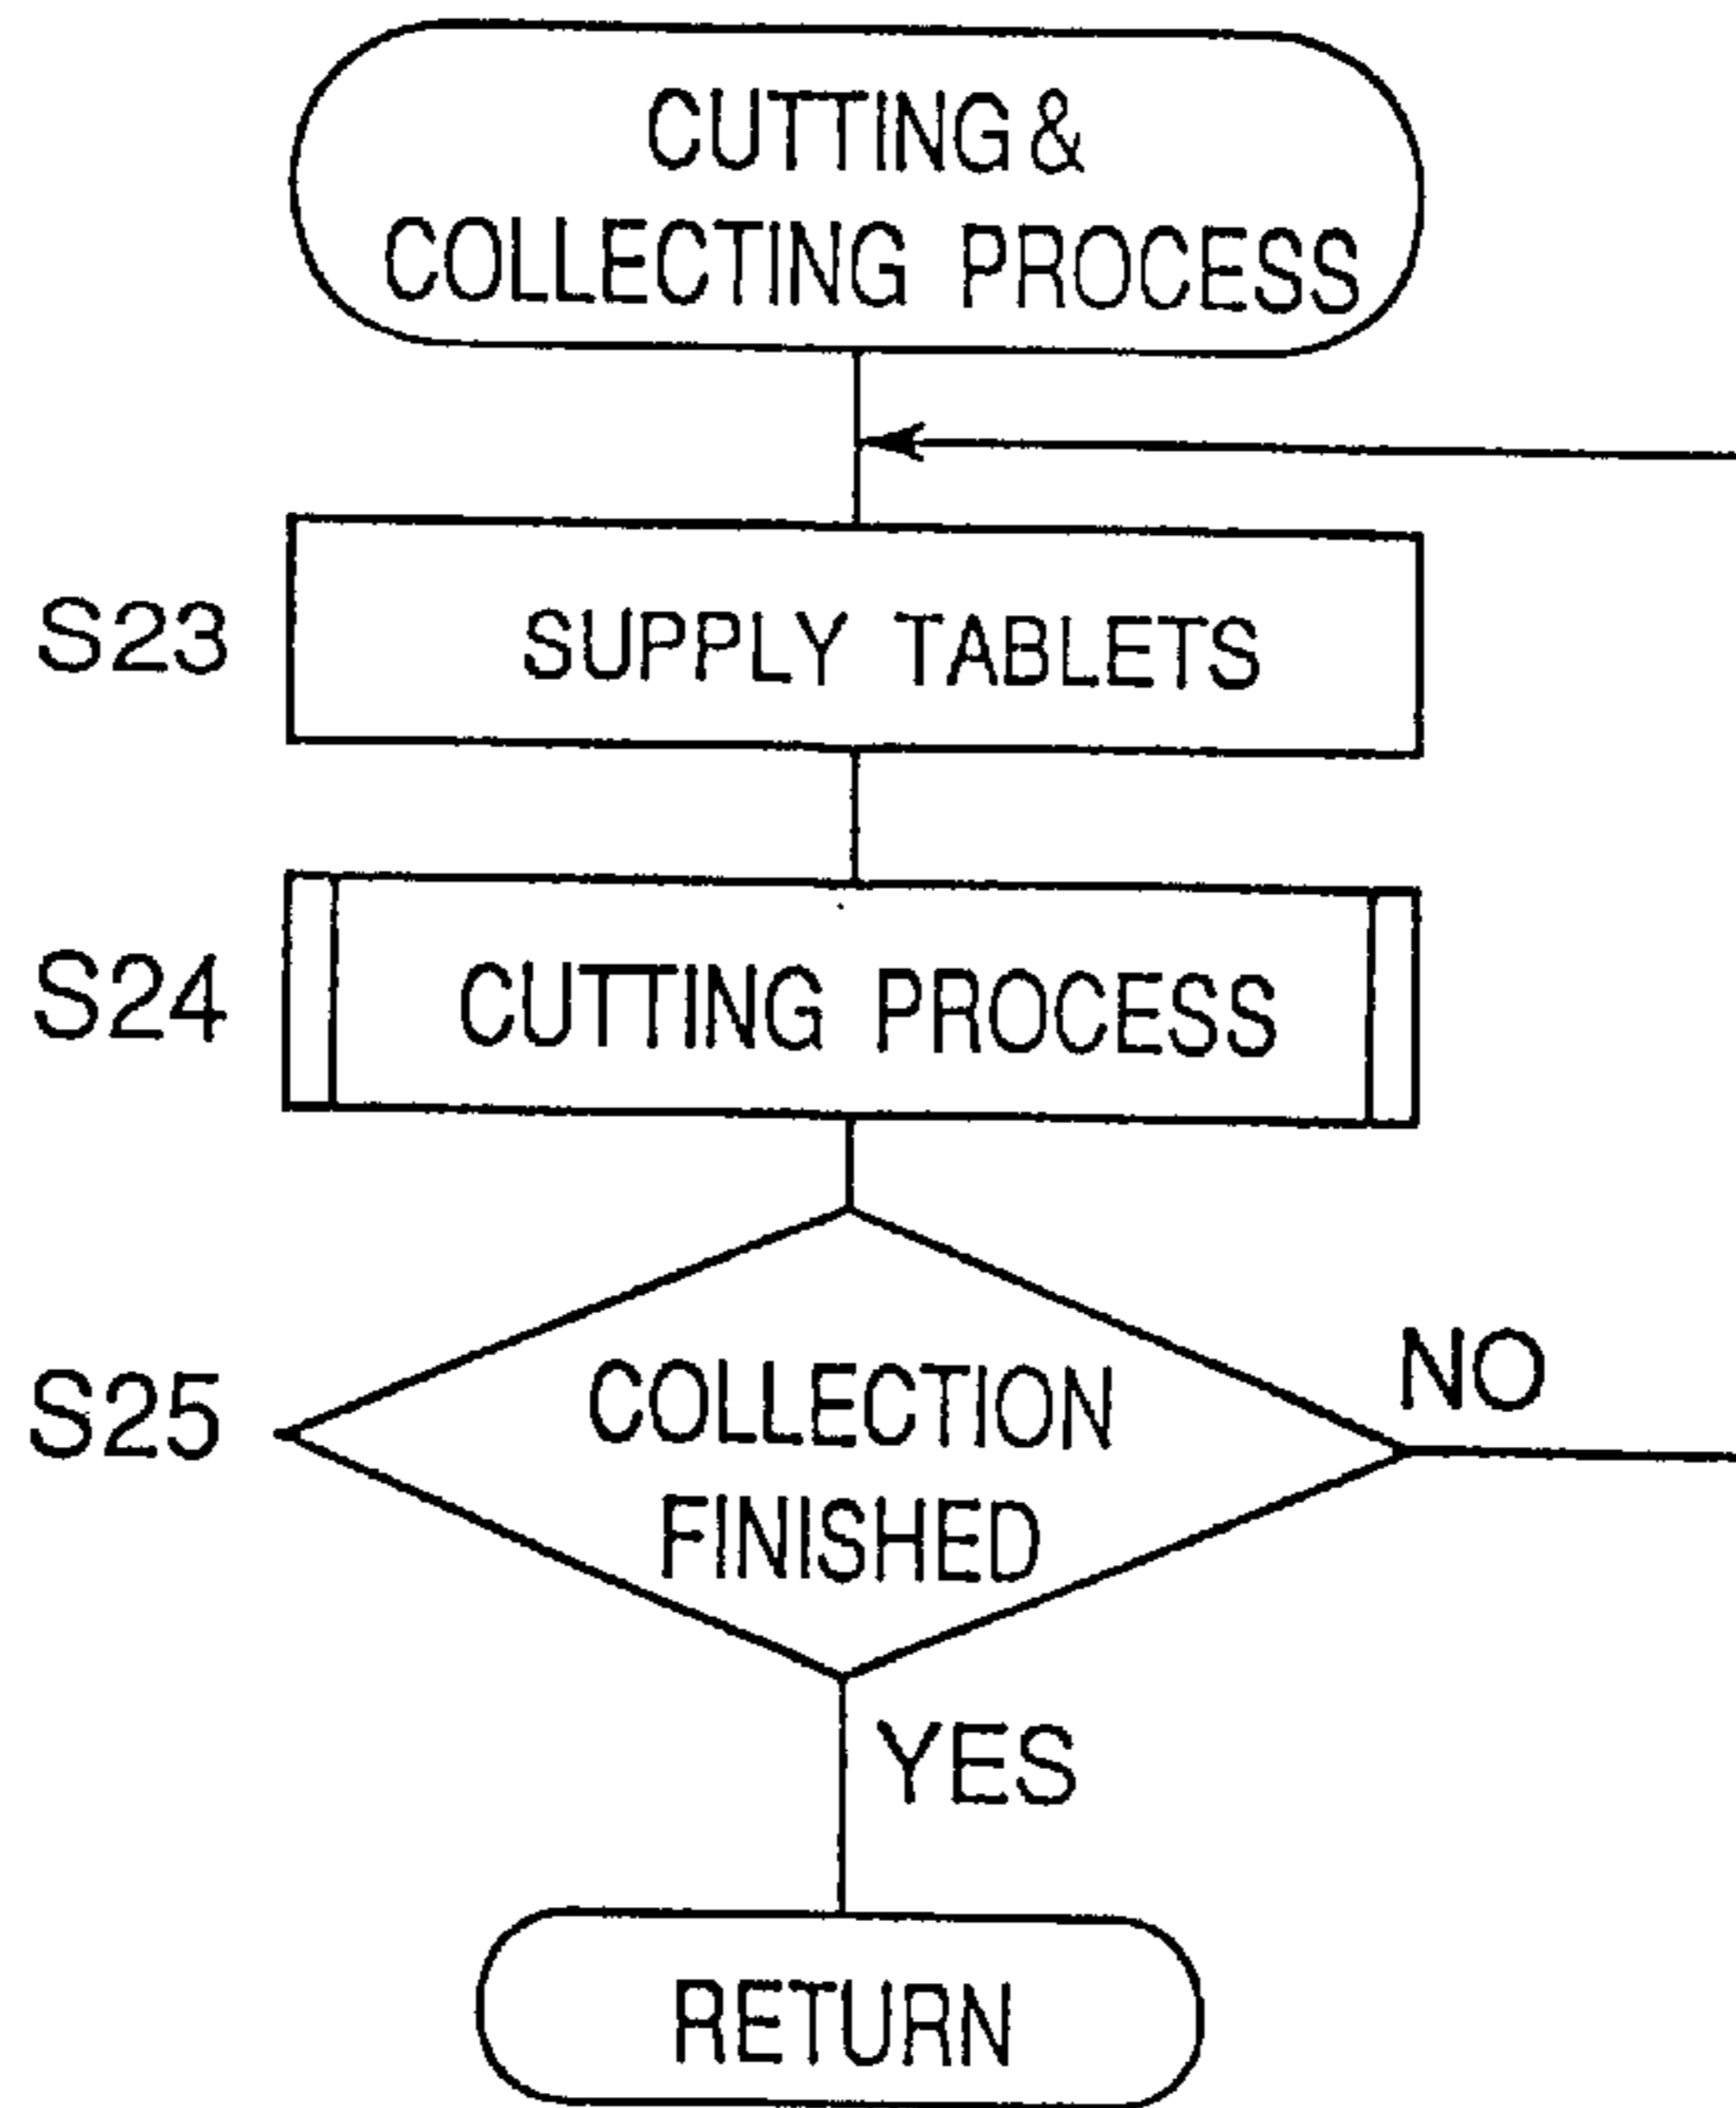 CUTTING &
COLLECTING PROCESS
S23
SUPPLY TABLETS
S24
CUTTING PROCESS
S25
COLLECTION
FINISHED
NO
YES
RETURN